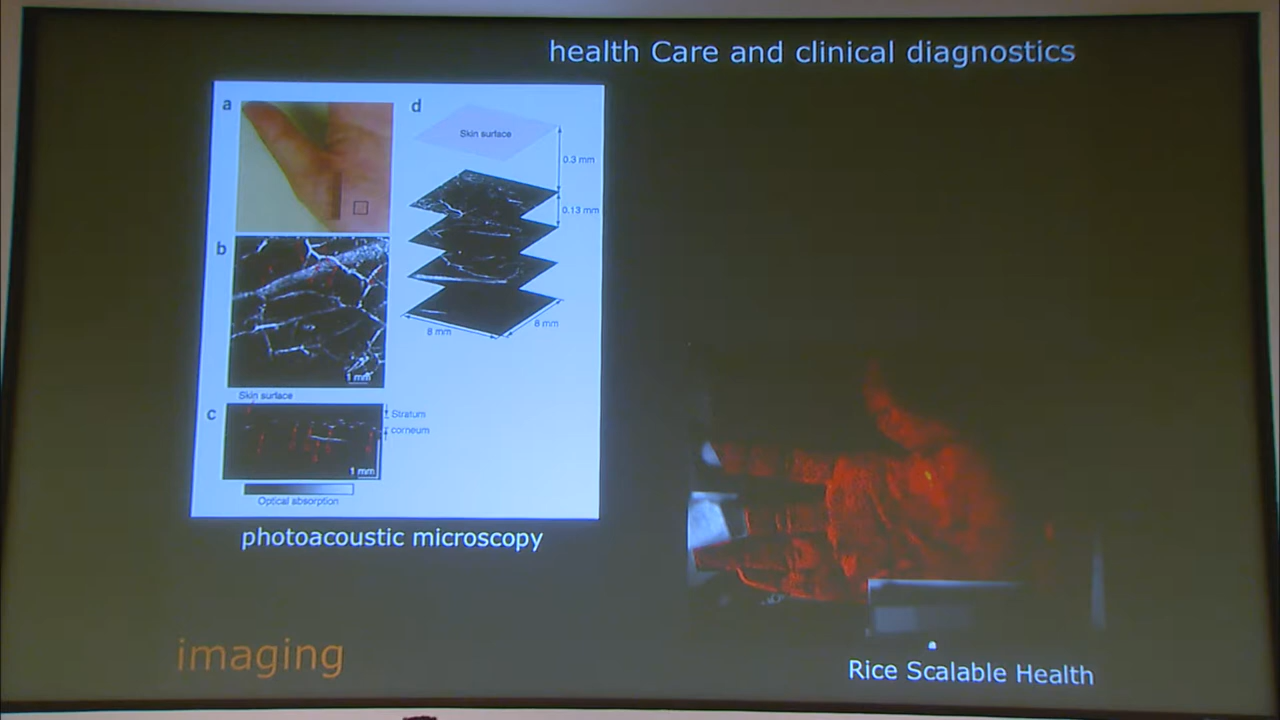 health Care and clinical diagnostics
a
d
Skin surface
0.3 mm
0.13 mm
b
8 mm
8 mm
1 mm
Skin surface
c
Stratum
corneum
1 mm
Optical absorption
photoacoustic microscopy
imaging
Rice Scalable Health